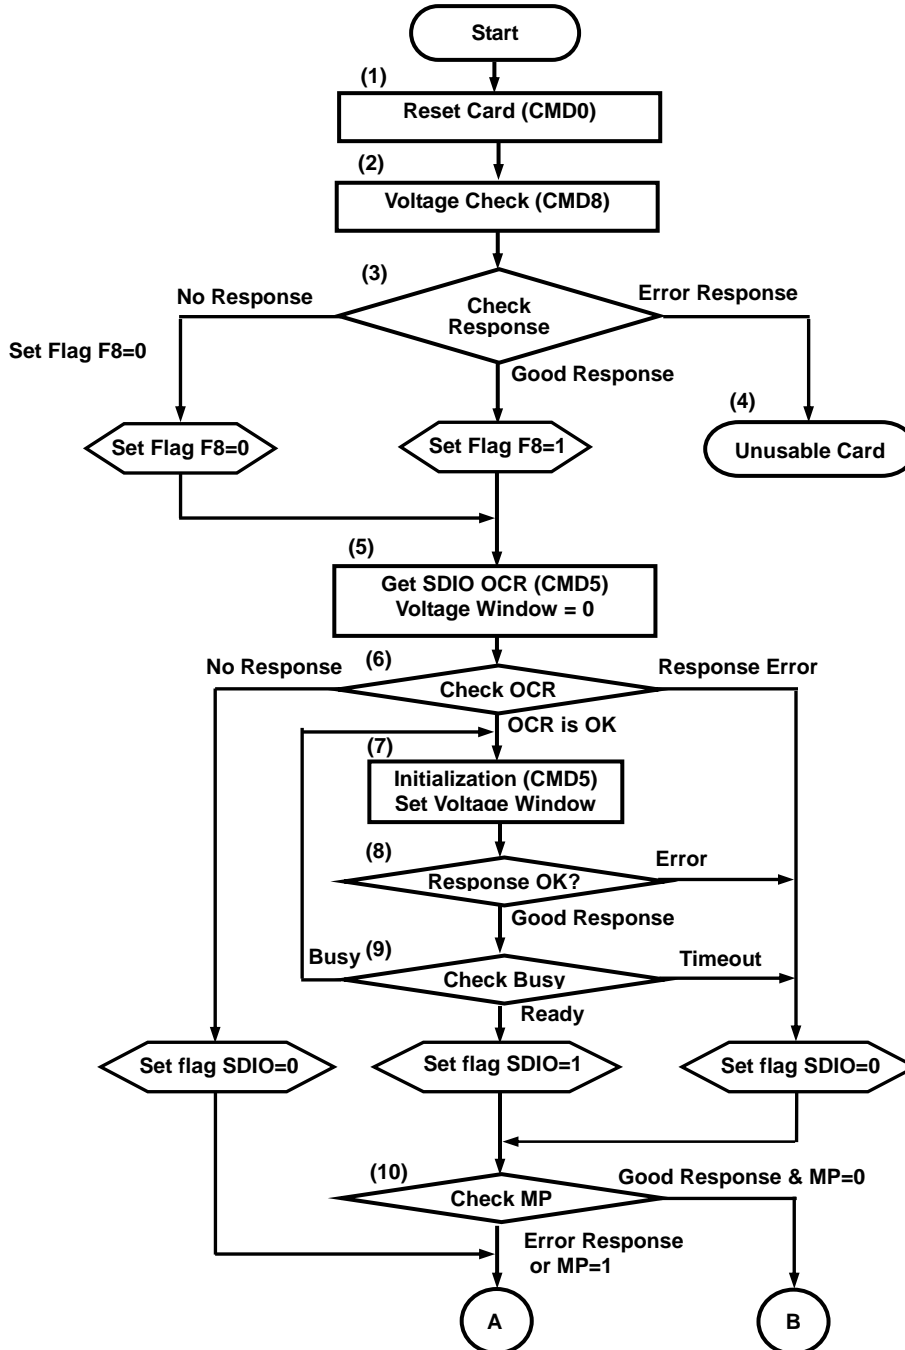 Start
(1)
Reset Card (CMD0)
(2)
Voltage Check (CMD8)
(3)
No Response
Error Response
Check
Response
Set Flag F8=0
Good Response
(4)
Set Flag F8=0
Set Flag F8=1
Unusable Card
(5)
Get SDIO OCR (CMD5)
Voltage Window = 0
No Response
(6)
Response Error
Check OCR
OCR is OK
(7)
Initialization (CMD5)
Set Voltage Window
(8)
Error
Response OK?
Good Response
Busy
(9)
Timeout
Check Busy
Ready
Set flag SDIO=0
Set flag SDIO=1
Set flag SDIO=0
(10)
Good Response & MP=0
Check MP
Error Response
or MP=1
A
B